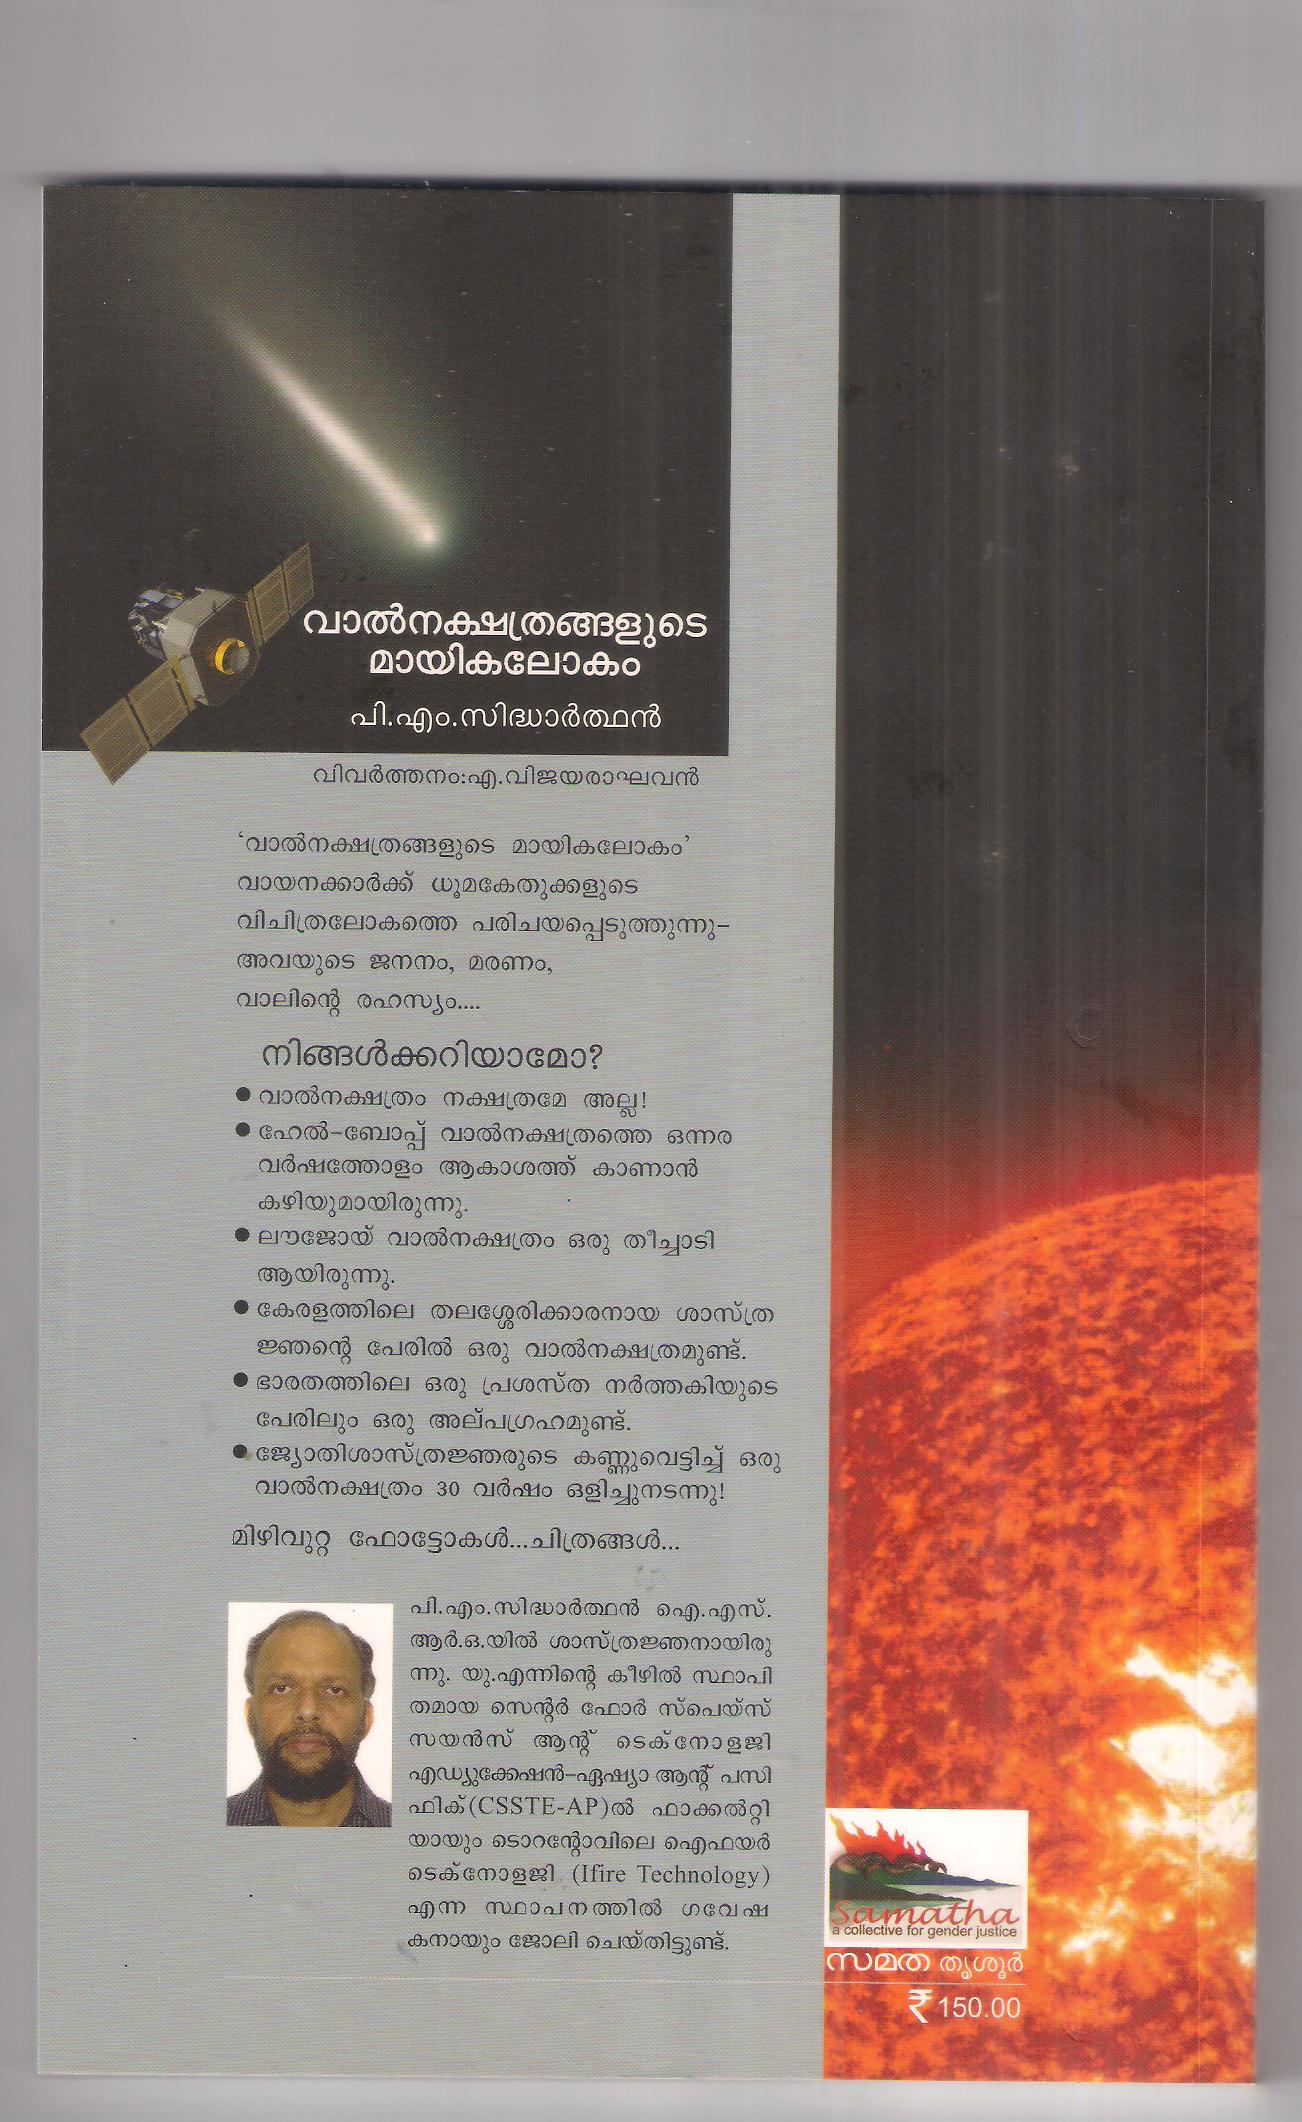 വാൽനക്ഷത്രങ്ങളുടെ
മായികലോകം
പി.എം.സിദ്ധാർത്ഥൻ
വിവർത്തനം:എ.വിജയരാഘവൻ
‘വാൽനക്ഷത്രങ്ങളുടെ മായികലോകം’
വായനക്കാർക്ക് ധൂമകേതുക്കളുടെ
വിചിത്രലോകത്തെ പരിചയപ്പെടുത്തുന്നു-
അവയുടെ ജനനം, മരണം,
വാലിന്റെ രഹസ്യം....
നിങ്ങൾക്കറിയാമോ?
● വാൽനക്ഷത്രം നക്ഷത്രമേ അല്ല!
● ഹേൽ-ബോപ്പ് വാൽനക്ഷത്രത്തെ ഒന്നര
വർഷത്തോളം ആകാശത്ത് കാണാൻ
കഴിയുമായിരുന്നു.
● ലൗജോയ് വാൽനക്ഷത്രം ഒരു തീച്ചാടി
ആയിരുന്നു.
● കേരളത്തിലെ തലശ്ശേരിക്കാരനായ ശാസ്ത്ര
ജ്ഞന്റെ പേരിൽ ഒരു വാൽനക്ഷത്രമുണ്ട്.
● ഭാരതത്തിലെ ഒരു പ്രശസ്ത നർത്തകിയുടെ
പേരിലും ഒരു അല്പഗ്രഹമുണ്ട്.
● ജ്യോതിശാസ്ത്രജ്ഞരുടെ കണ്ണുവെട്ടിച്ച് ഒരു
വാൽനക്ഷത്രം 30 വർഷം ഒളിച്ചുനടന്നു!
മിഴിവുറ്റ ഫോട്ടോകൾ...ചിത്രങ്ങൾ...
പി.എം.സിദ്ധാർത്ഥൻ ഐ.എസ്.
ആർ.ഒ.യിൽ ശാസ്ത്രജ്ഞനായിരു
ന്നു. യു.എന്നിന്റെ കീഴിൽ സ്ഥാപി
തമായ സെന്റർ ഫോർ സ്പെയ്സ്
സയൻസ് ആന്റ് ടെക്നോളജി
എഡ്യുക്കേഷൻ-ഏഷ്യാ ആന്റ് പസി
ഫിക്(CSSTE-AP)ൽ ഫാക്കൽറ്റി
യായും ടൊറന്റോവിലെ ഐഫയർ
ടെക്നോളജി (Ifire Technology)
എന്ന സ്ഥാപനത്തിൽ ഗവേഷ
കനായും ജോലി ചെയ്തിട്ടുണ്ട്.
Samatha
a collective for gender justice
സമത തൃശൂർ
₹ 150.00